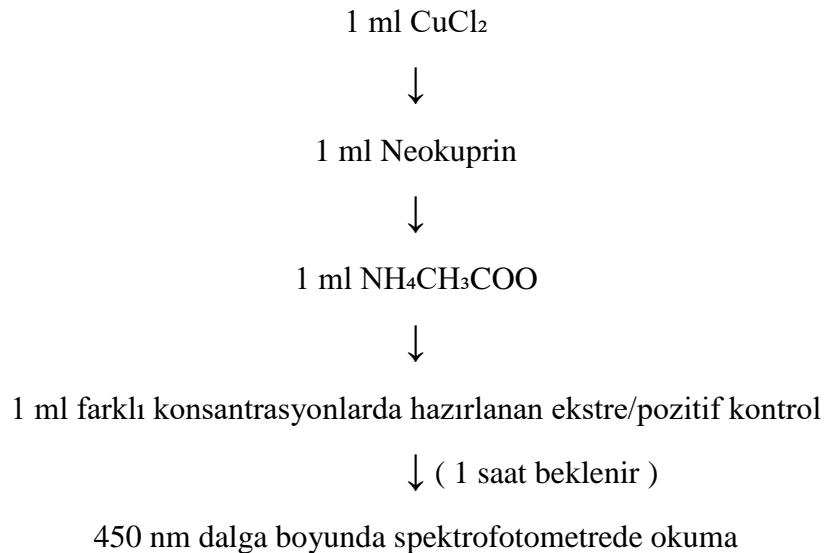 1 ml CuCl₂
↓
1 ml Neokuprin
↓
1 ml NH₄CH₃COO
↓
1 ml farklı konsantrasyonlarda hazırlanan ekstre/pozitif kontrol
↓ ( 1 saat beklenir )
450 nm dalga boyunda spektrofotometrede okuma